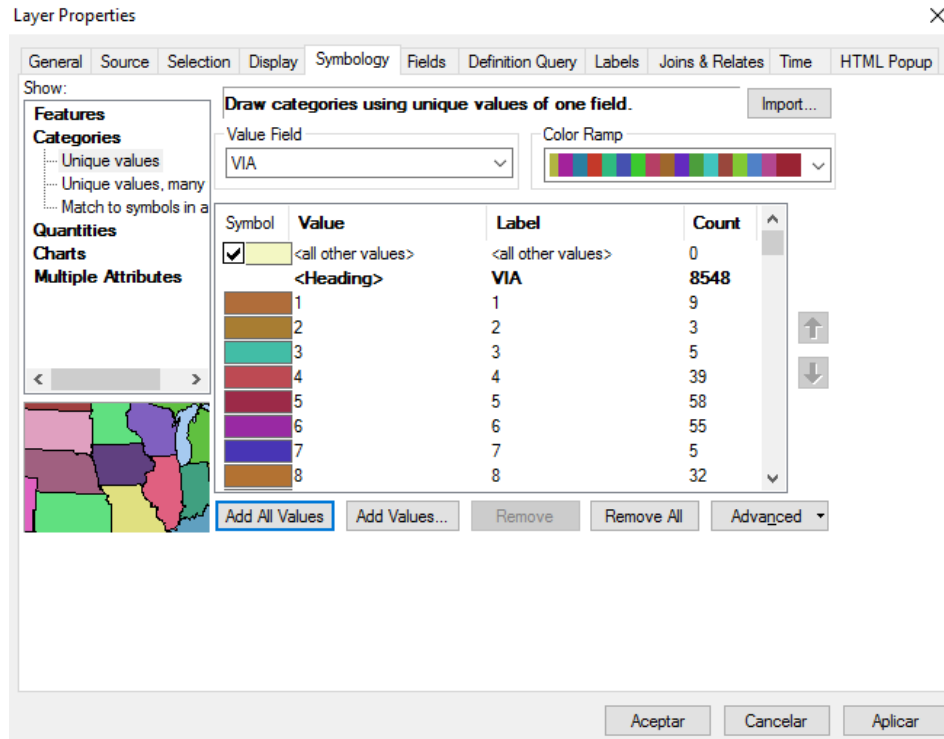 Layer Properties
General Source Selection Display Symbology Fields Definition Query Labels Joins & Relates Time HTML Popup
Show:
Features
Categories
Unique values
Unique values, many
Match to symbols in a
Quantities
Charts
Multiple Attributes
Draw categories using unique values of one field.
Import...
Value Field
VIA
Color Ramp
Symbol Value Label Count
<all other values> <all other values> 0
<Heading> VIA 8548
1 1 9
2 2 3
3 3 5
4 4 39
5 5 58
6 6 55
7 7 5
8 8 32
Add All Values Add Values... Remove Remove All Advanced
Aceptar Cancelar Aplicar